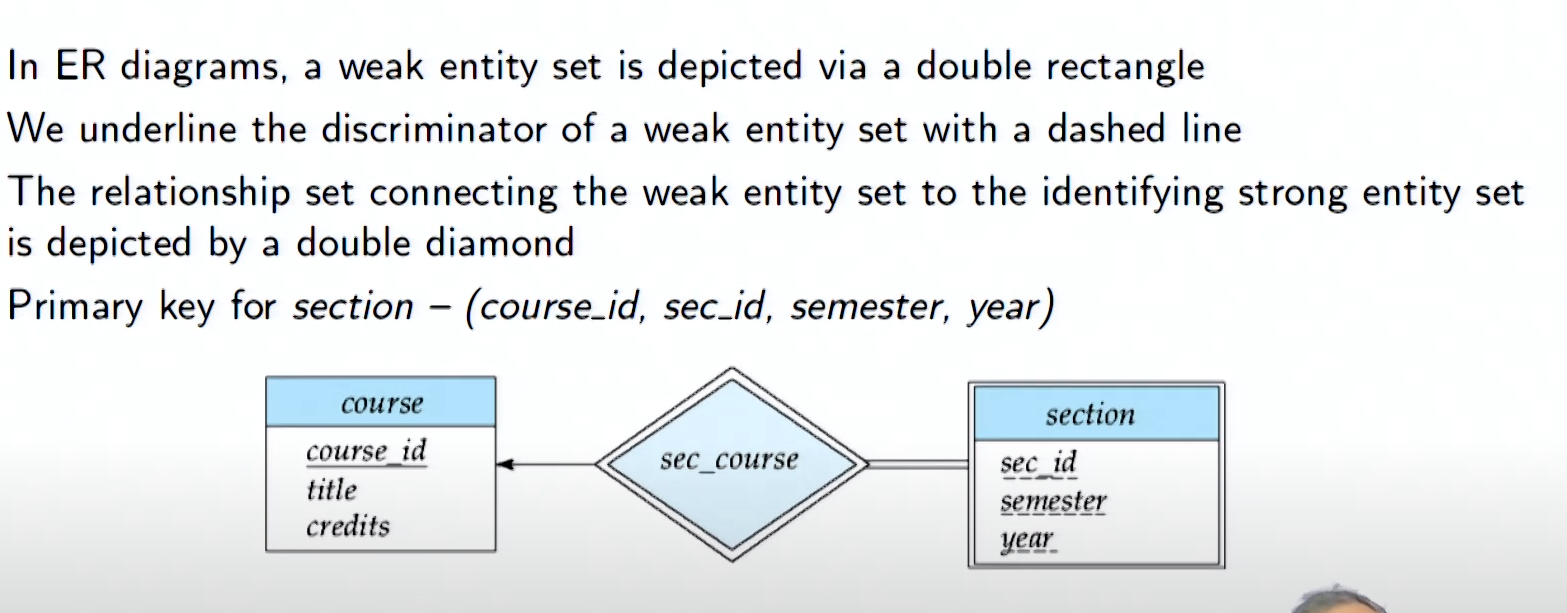 In ER diagrams, a weak entity set is depicted via a double rectangle
We underline the discriminator of a weak entity set with a dashed line
The relationship set connecting the weak entity set to the identifying strong entity set
is depicted by a double diamond
Primary key for section – (course_id, sec_id, semester, year)
course
course_id
title
credits
sec_course
section
sec_id
semester
year